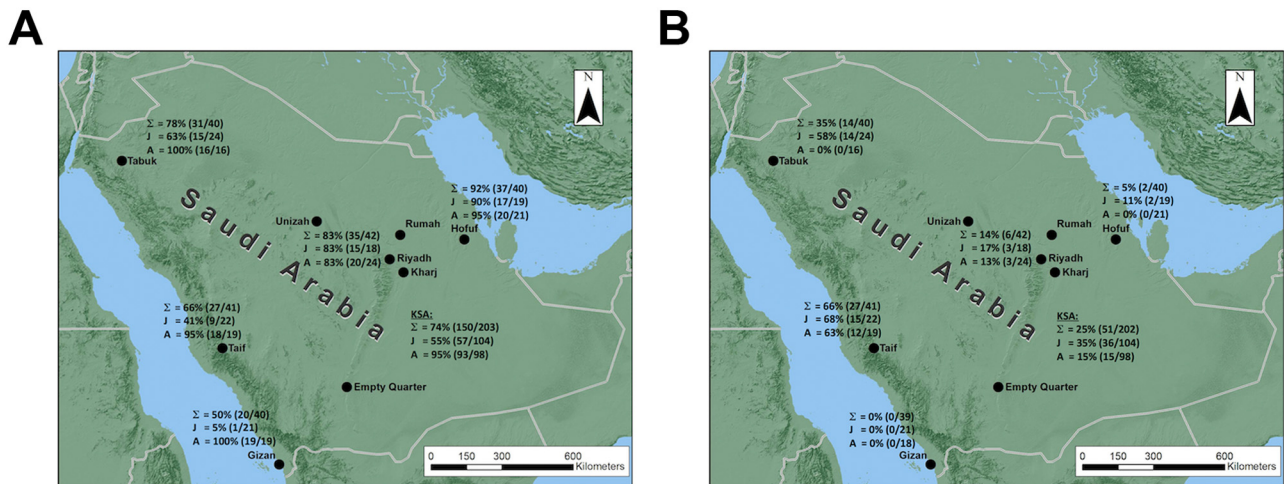 A
N
Σ = 78% (31/40)
J = 63% (15/24)
A = 100% (16/16)
Tabuk
Σ = 92% (37/40)
J = 90% (17/19)
A = 95% (20/21)
Hofuf
Saudi Arabia
Unizah
Rumah
Σ = 83% (35/42)
J = 83% (15/18)
A = 83% (20/24)
Riyadh
Kharj
Σ = 66% (27/41)
J = 41% (9/22)
A = 95% (18/19)
Taif
KSA:
Σ = 74% (150/203)
J = 55% (57/104)
A = 95% (93/98)
Empty Quarter
Σ = 50% (20/40)
J = 5% (1/21)
A = 100% (19/19)
Gizan
0 150 300 600
Kilometers
B
N
Σ = 35% (14/40)
J = 58% (14/24)
A = 0% (0/16)
Tabuk
Σ = 5% (2/40)
J = 11% (2/19)
A = 0% (0/21)
Hofuf
Saudi Arabia
Unizah
Rumah
Σ = 14% (6/42)
J = 17% (3/18)
A = 13% (3/24)
Riyadh
Kharj
Σ = 66% (27/41)
J = 68% (15/22)
A = 63% (12/19)
Taif
KSA:
Σ = 25% (51/202)
J = 35% (36/104)
A = 15% (15/98)
Empty Quarter
Σ = 0% (0/39)
J = 0% (0/21)
A = 0% (0/18)
Gizan
0 150 300 600
Kilometers